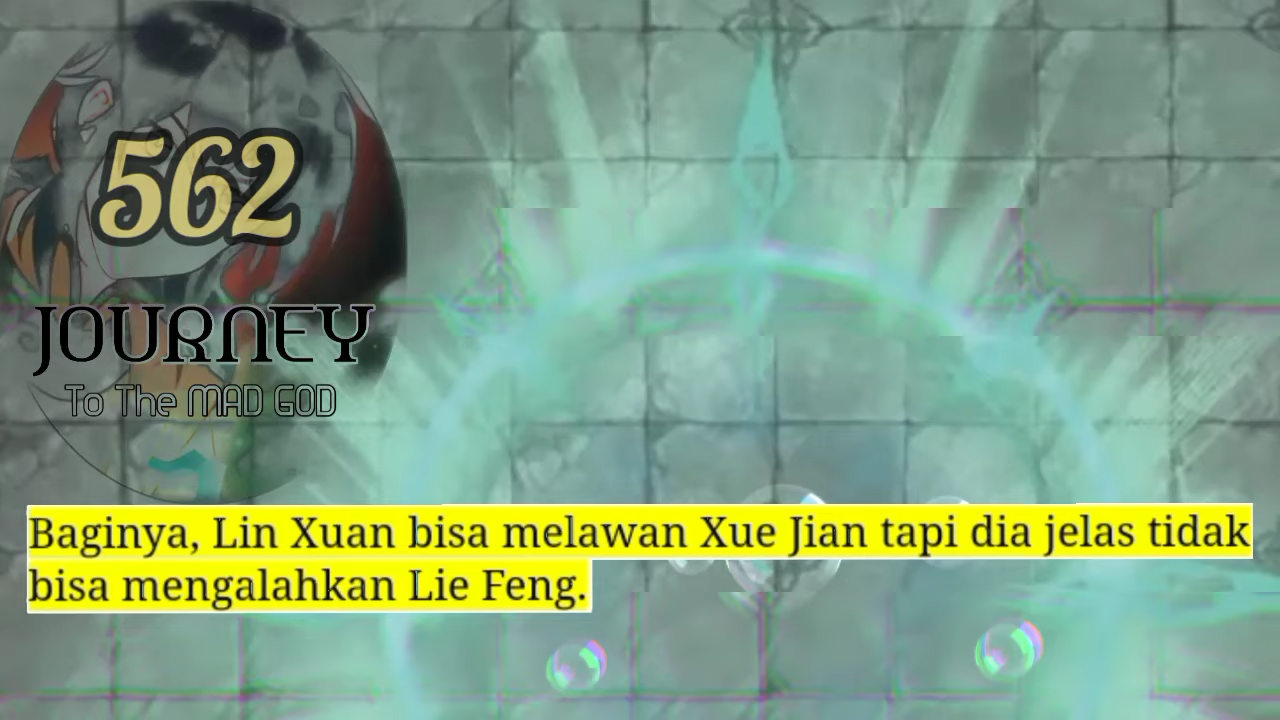 562
JOURNEY
To The MAD GOD
Baginya, Lin Xuan bisa melawan Xue Jian tapi dia jelas tidak
bisa mengalahkan Lie Feng.